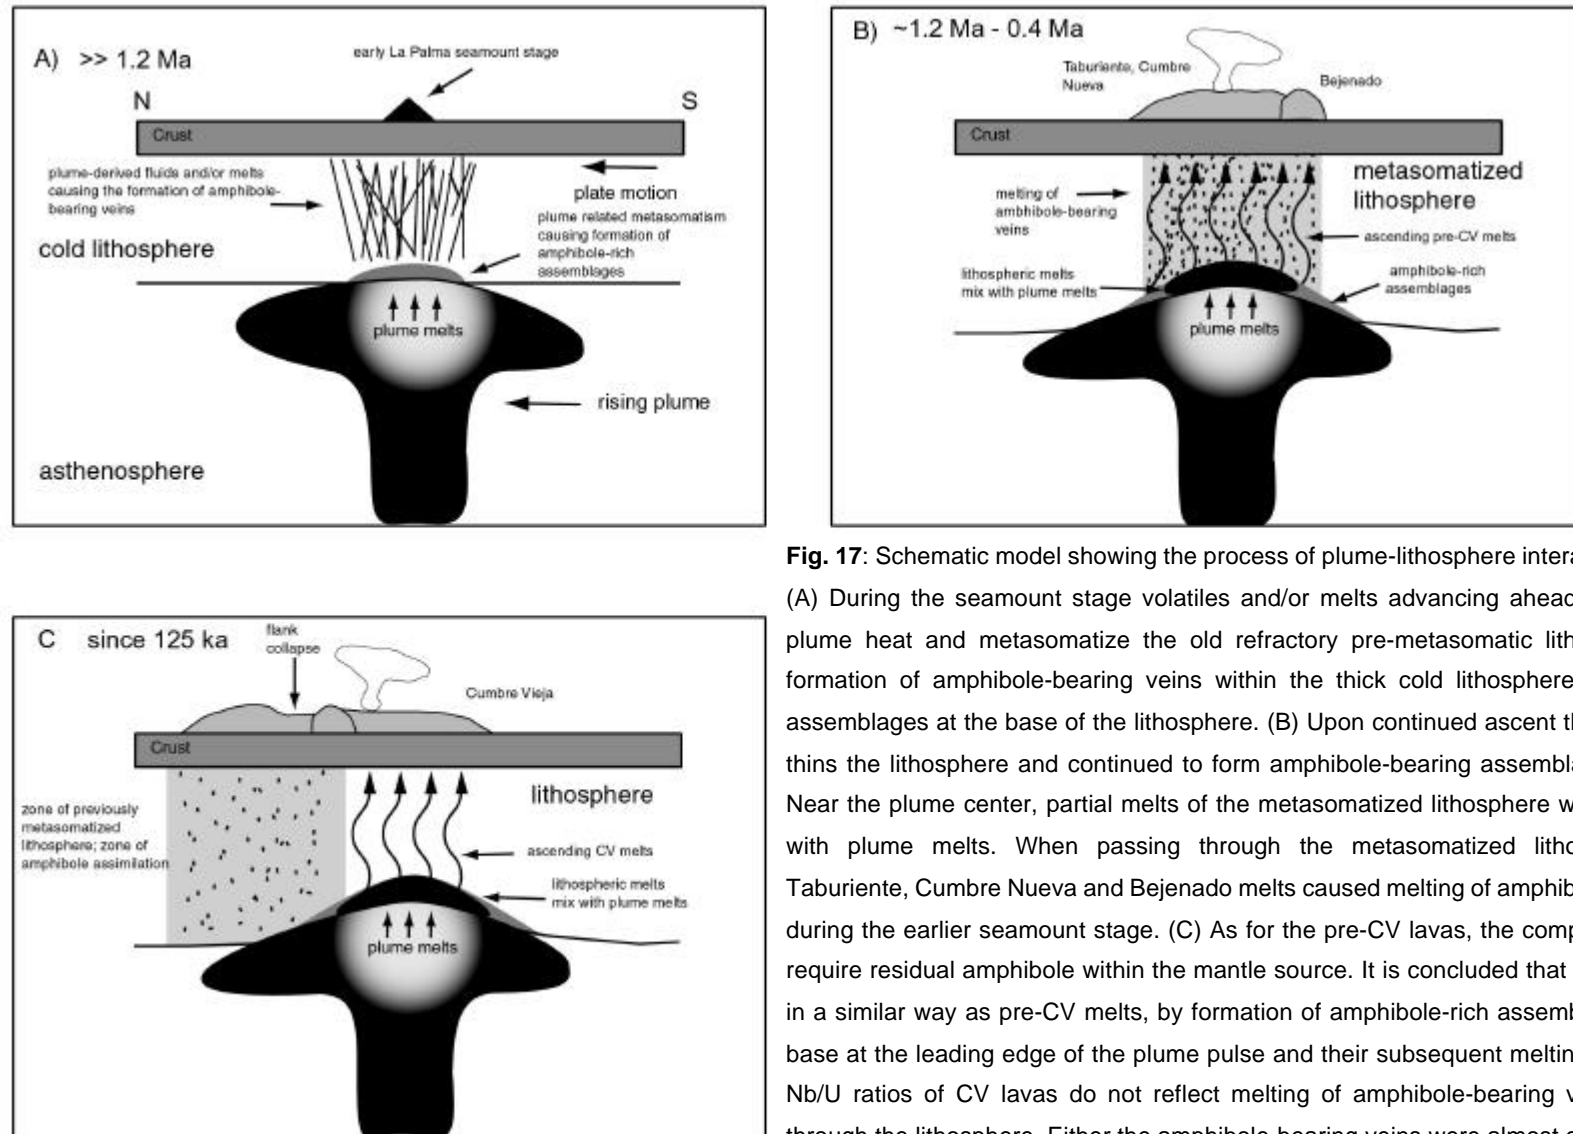 A) >> 1.2 Ma
early La Palma seamount stage
N
S
Crust
plume-derived fluids and/or melts
causing the formation of amphibole-
bearing veins
plate motion
plume related metasomatism
causing formation of
amphibole-rich
assemblages
cold lithosphere
plume melts
rising plume
asthenosphere
B) ~1.2 Ma - 0.4 Ma
Taburiente, Cumbre
Nueva
Bejenado
Crust
metasomatized
lithosphere
melting of
ambhibole-bearing
veins
ascending pre-CV melts
lithospheric melts
mix with plume melts
amphibole-rich
assemblages
plume melts
C since 125 ka
flank
collapse
Cumbre Vieja
Crust
lithosphere
zone of previously
metasomatized
lithosphere; zone of
amphibole assimilation
ascending CV melts
lithospheric melts
mix with plume melts
plume melts
Fig. 17: Schematic model showing the process of plume-lithosphere
(A) During the seamount stage volatiles and/or melts advancing ahead
plume heat and metasomatize the old refractory pre-metasomatic
formation of amphibole-bearing veins within the thick cold lithosphere
assemblages at the base of the lithosphere. (B) Upon continued ascent
thins the lithosphere and continued to form amphibole-bearing
Near the plume center, partial melts of the metasomatized lithosphere
with plume melts. When passing through the metasomatized
Taburiente, Cumbre Nueva and Bejenado melts caused melting of
during the earlier seamount stage. (C) As for the pre-CV lavas, the
require residual amphibole within the mantle source. It is concluded that
in a similar way as pre-CV melts, by formation of amphibole-rich
base at the leading edge of the plume pulse and their subsequent
Nb/U ratios of CV lavas do not reflect melting of amphibole-bearing
through the lithosphere. Either the amphibole-bearing veins were almost